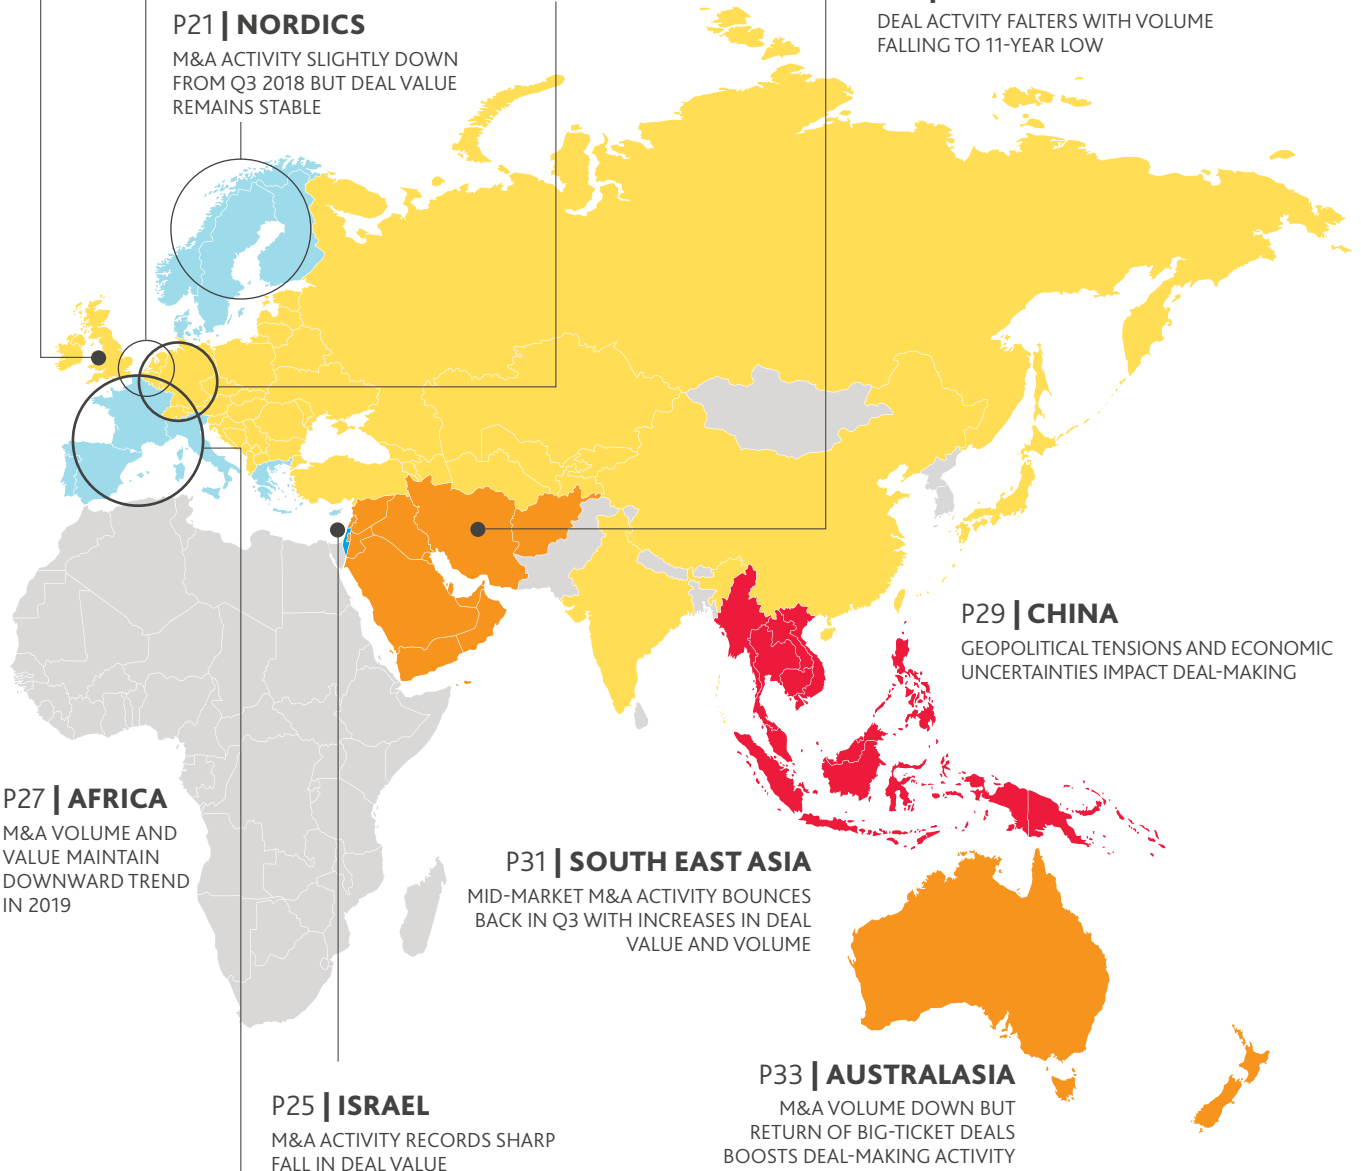 P21 | NORDICS
M&A ACTIVITY SLIGHTLY DOWN
FROM Q3 2018 BUT DEAL VALUE
REMAINS STABLE
DEAL ACTVITY FALTERS WITH VOLUME
FALLING TO 11-YEAR LOW
P29 | CHINA
GEOPOLITICAL TENSIONS AND ECONOMIC
UNCERTAINTIES IMPACT DEAL-MAKING
P27 | AFRICA
M&A VOLUME AND
VALUE MAINTAIN
DOWNWARD TREND
IN 2019
P31 | SOUTH EAST ASIA
MID-MARKET M&A ACTIVITY BOUNCES
BACK IN Q3 WITH INCREASES IN DEAL
VALUE AND VOLUME
P33 | AUSTRALASIA
M&A VOLUME DOWN BUT
RETURN OF BIG-TICKET DEALS
BOOSTS DEAL-MAKING ACTIVITY
P25 | ISRAEL
M&A ACTIVITY RECORDS SHARP
FALL IN DEAL VALUE